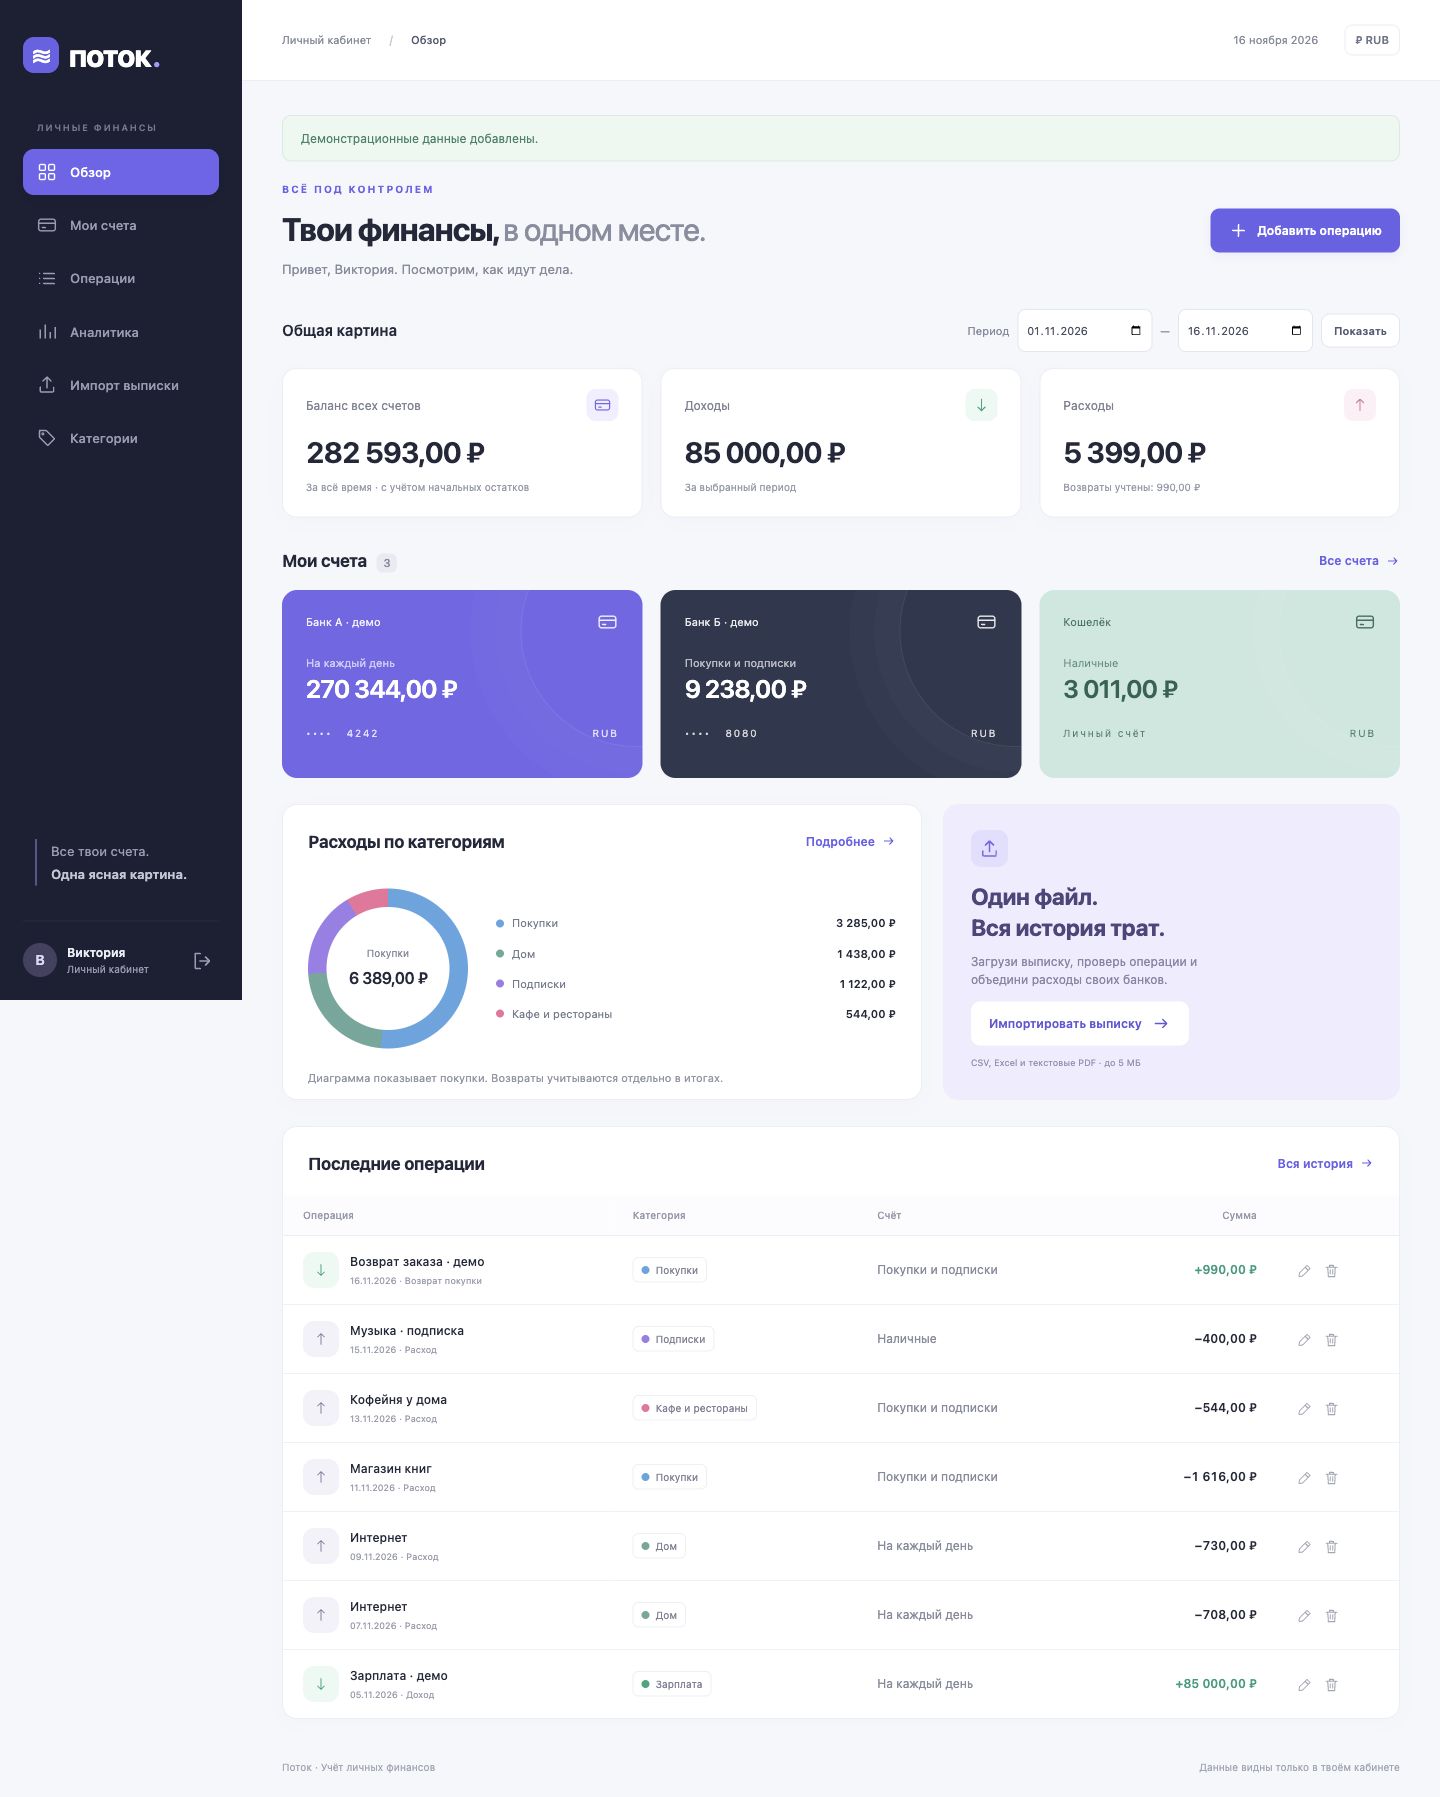 поток.
ЛИЧНЫЕ ФИНАНСЫ
Обзор
Мои счета
Операции
Аналитика
Импорт выписки
Категории
Все твои счета.
Одна ясная картина.
В
Виктория
Личный кабинет
Личный кабинет / Обзор
16 ноября 2026
₽ RUB
Демонстрационные данные добавлены.
ВСЁ ПОД КОНТРОЛЕМ
Твои финансы, в одном месте.
Привет, Виктория. Посмотрим, как идут дела.
Добавить операцию
Общая картина
Период 01.11.2026 — 16.11.2026 Показать
Баланс всех счетов
282 593,00 ₽
За всё время · с учётом начальных остатков
Доходы
85 000,00 ₽
За выбранный период
Расходы
5 399,00 ₽
Возвраты учтены: 990,00 ₽
Мои счета 3
Все счета →
Банк А · демо
На каждый день
270 344,00 ₽
•••• 4242 RUB
Банк Б · демо
Покупки и подписки
9 238,00 ₽
•••• 8080 RUB
Кошелёк
Наличные
3 011,00 ₽
Личный счёт RUB
Расходы по категориям
Подробнее →
Покупки
6 389,00 ₽
Покупки 3 285,00 ₽
Дом 1 438,00 ₽
Подписки 1 122,00 ₽
Кафе и рестораны 544,00 ₽
Диаграмма показывает покупки. Возвраты учитываются отдельно в итогах.
Один файл.
Вся история трат.
Загрузи выписку, проверь операции и
объедини расходы своих банков.
Импортировать выписку →
CSV, Excel и текстовые PDF · до 5 МБ
Последние операции
Вся история →
Операция Категория Счёт Сумма
Возврат заказа · демо
16.11.2026 · Возврат покупки
Покупки
Покупки и подписки
+990,00 ₽
Музыка · подписка
15.11.2026 · Расход
Подписки
Наличные
−400,00 ₽
Кофейня у дома
13.11.2026 · Расход
Кафе и рестораны
Покупки и подписки
−544,00 ₽
Магазин книг
11.11.2026 · Расход
Покупки
Покупки и подписки
−1 616,00 ₽
Интернет
09.11.2026 · Расход
Дом
На каждый день
−730,00 ₽
Интернет
07.11.2026 · Расход
Дом
На каждый день
−708,00 ₽
Зарплата · демо
05.11.2026 · Доход
Зарплата
На каждый день
+85 000,00 ₽
Поток · Учёт личных финансов
Данные видны только в твоём кабинете